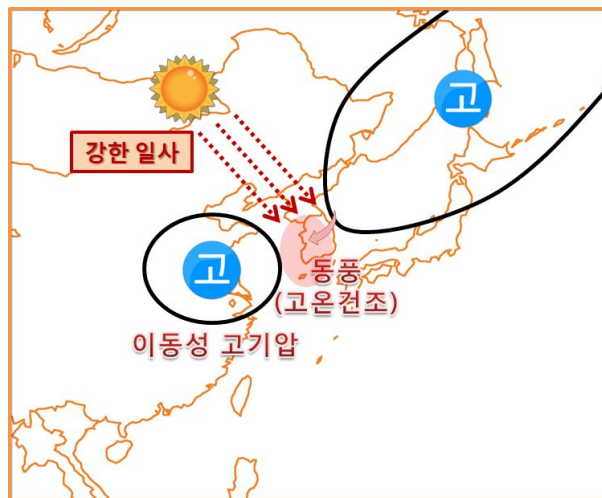 고
강한 일사
고
동풍
(고온건조)
이동성 고기압